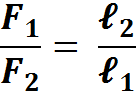 F₁/F₂ = ℓ₂/ℓ₁